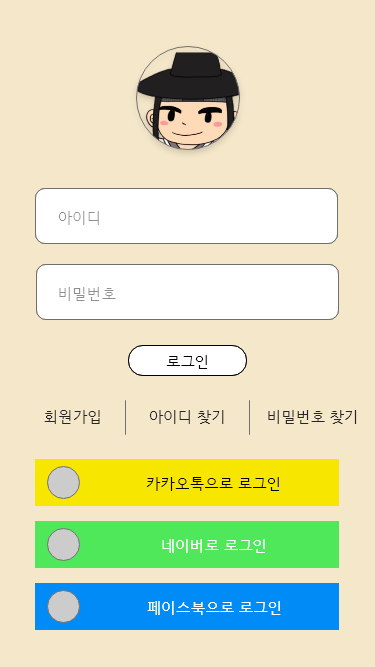 아이디
비밀번호
로그인
회원가입 아이디 찾기 비밀번호 찾기
카카오톡으로 로그인
네이버로 로그인
페이스북으로 로그인